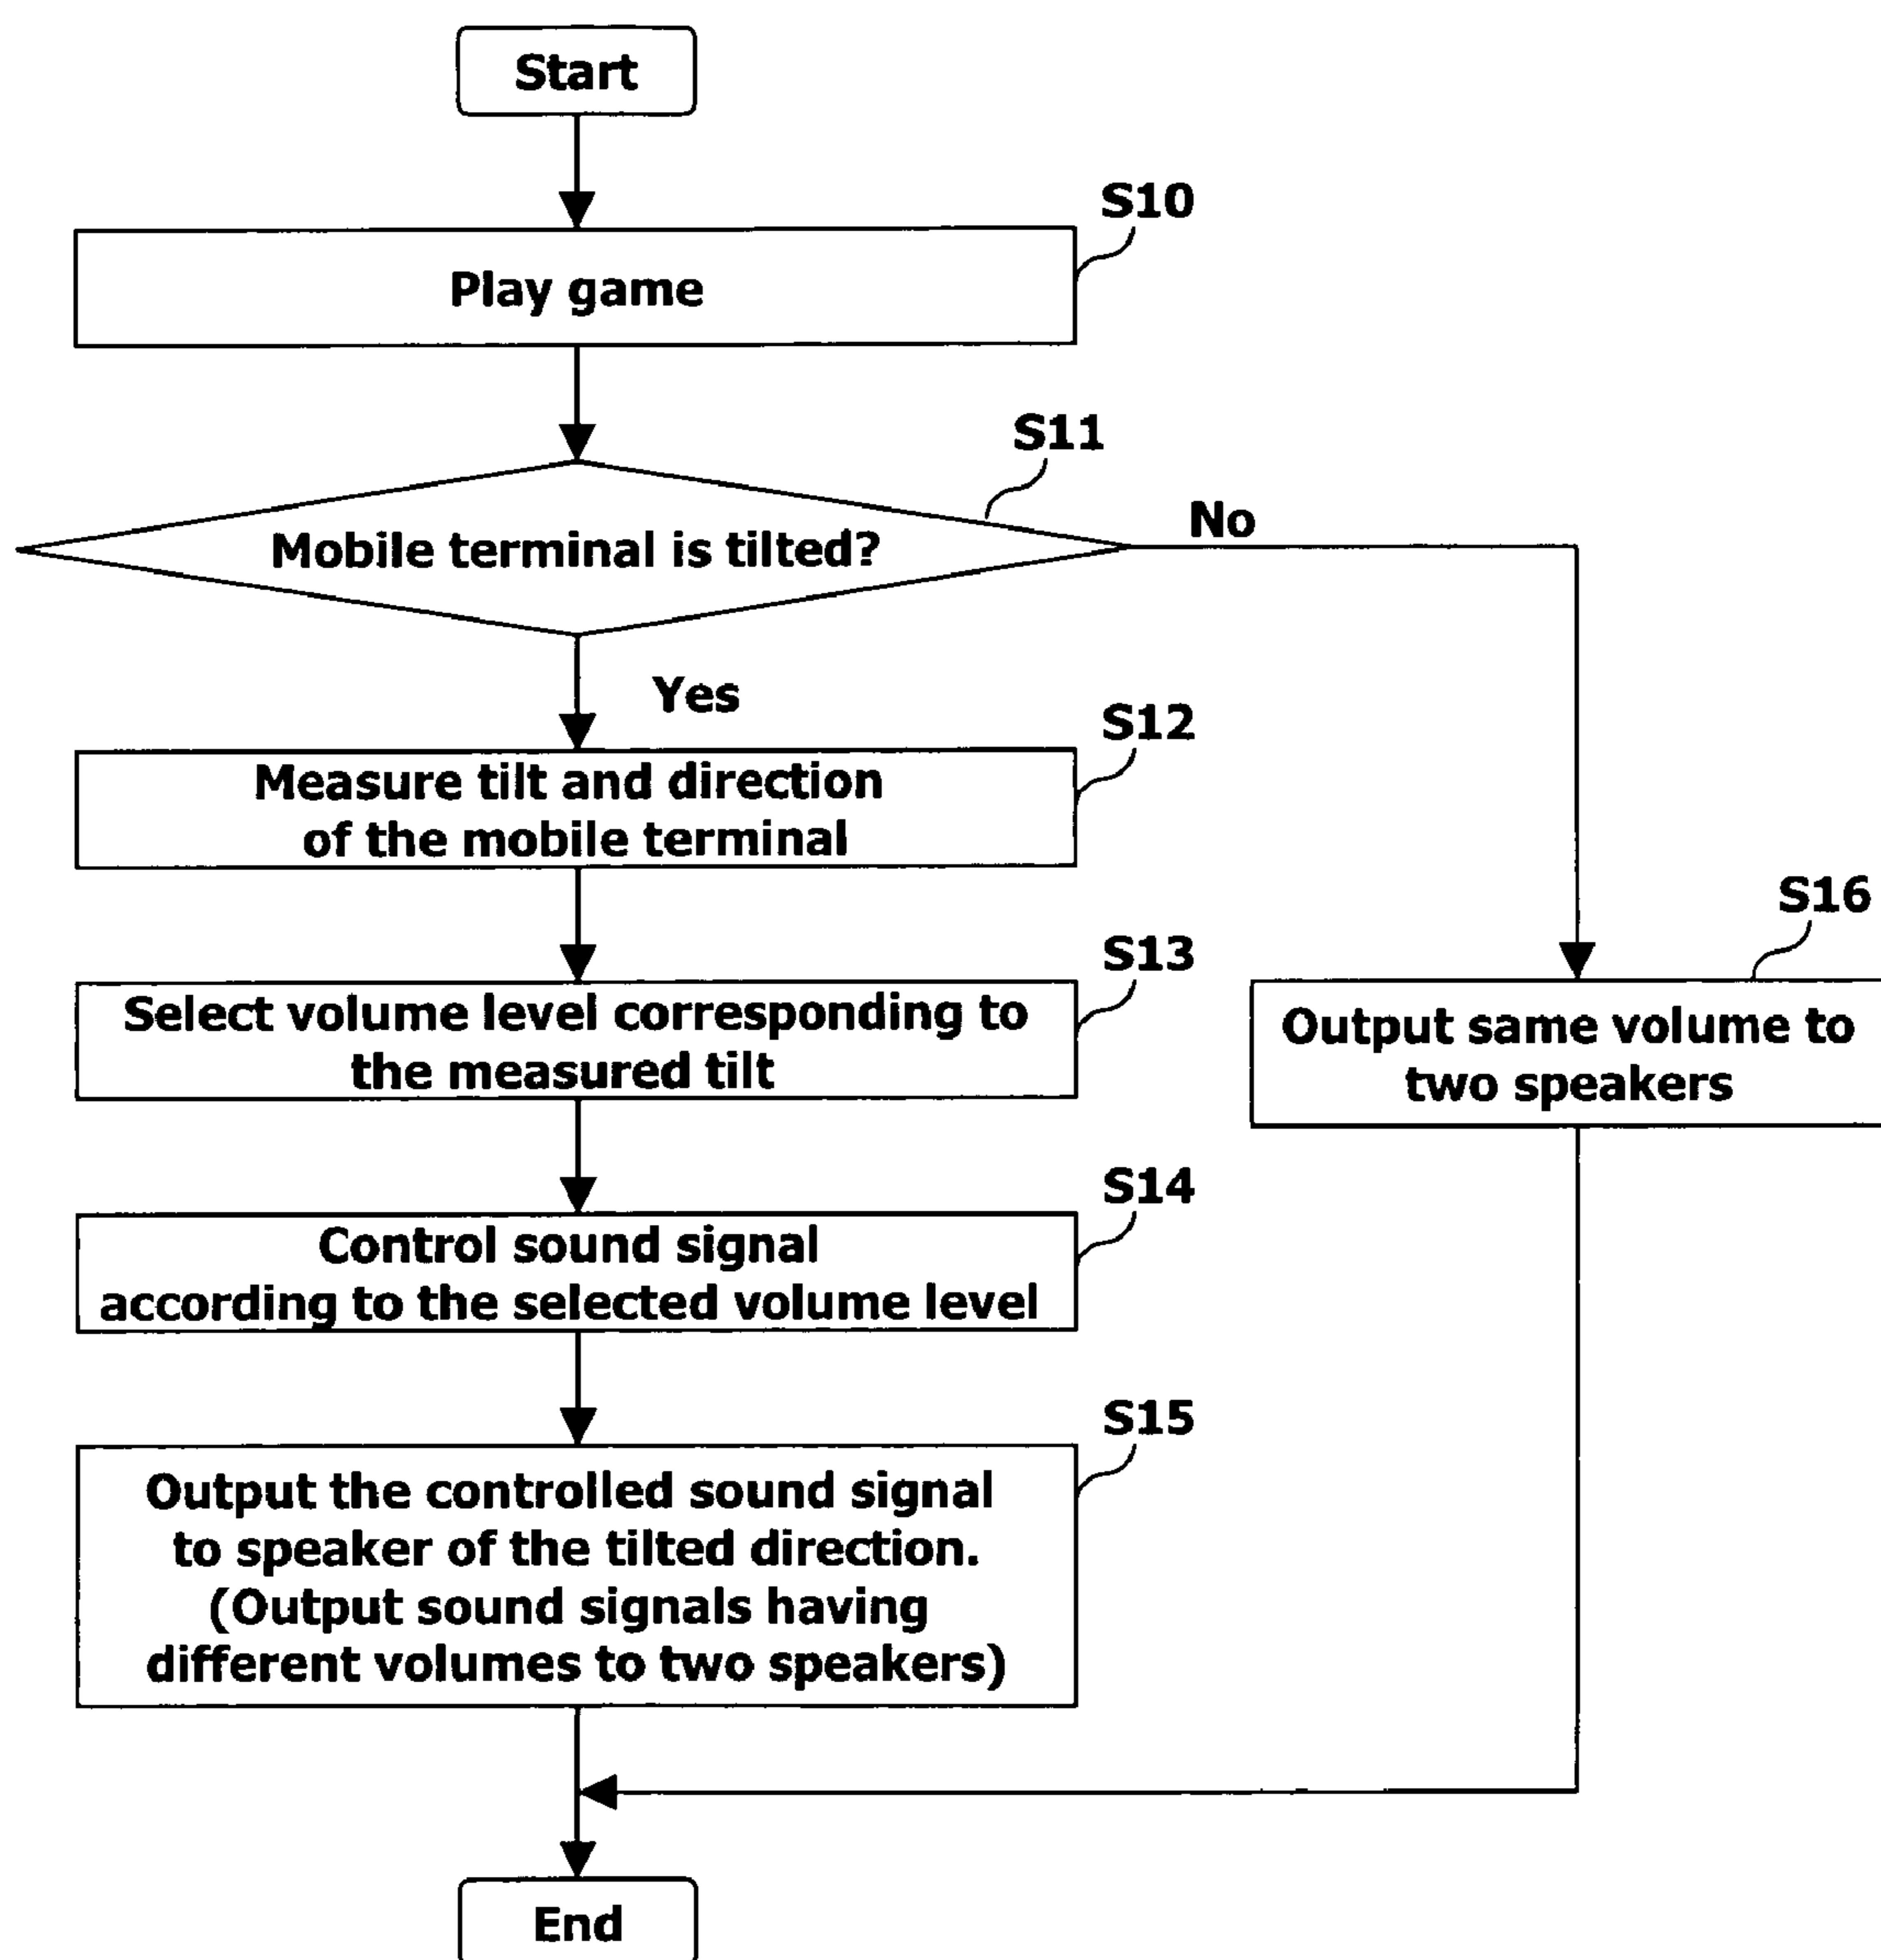 Start
S10
Play game
S11
Mobile terminal is tilted?
No
Yes
S12
Measure tilt and direction
of the mobile terminal
S13
Select volume level corresponding to
the measured tilt
S16
Output same volume to
two speakers
S14
Control sound signal
according to the selected volume level
S15
Output the controlled sound signal
to speaker of the tilted direction.
(Output sound signals having
different volumes to two speakers)
End